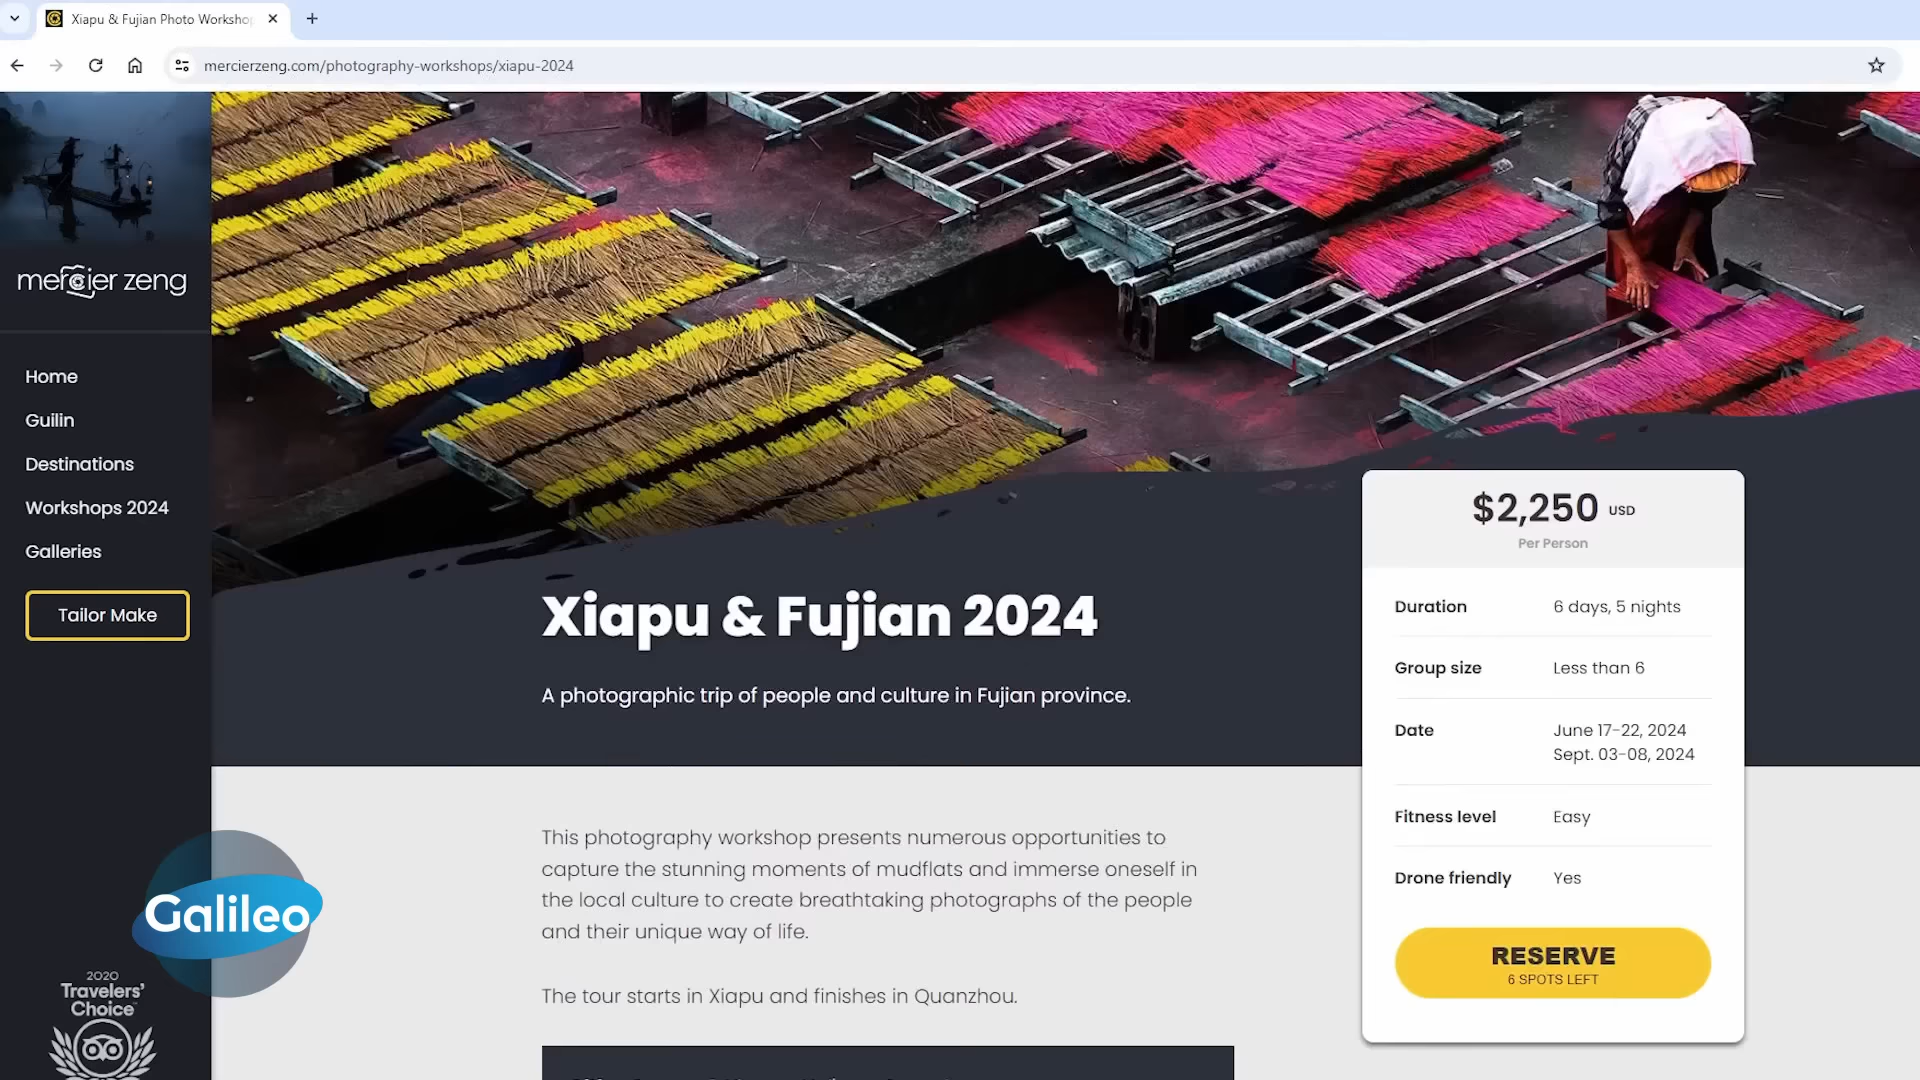 Xiapu & Fujian Photo Worksho
mercierzeng.com/photography-workshops/xiapu-2024
mercier zeng
Home
Guilin
Destinations
Workshops 2024
Galleries
Tailor Make
2020
Travelers'
Choice
Galileo
Xiapu & Fujian 2024
A photographic trip of people and culture in Fujian province.
This photography workshop presents numerous opportunities to
capture the stunning moments of mudflats and immerse oneself in
the local culture to create breathtaking photographs of the people
and their unique way of life.
The tour starts in Xiapu and finishes in Quanzhou.
$2,250 USD
Per Person
Duration 6 days, 5 nights
Group size Less than 6
Date June 17-22, 2024
Sept. 03-08, 2024
Fitness level Easy
Drone friendly Yes
RESERVE
6 SPOTS LEFT